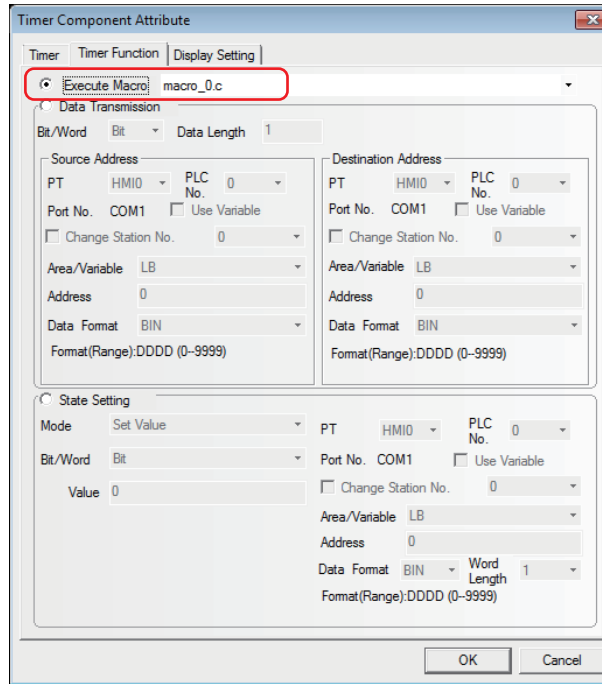 Timer Component Attribute
Timer Timer Function Display Setting
Execute Macro macro_0.c
Data Transmission
Bit/Word Bit Data Length 1
Source Address
PT HMI0 PLC No. 0
Port No. COM1 Use Variable
Change Station No. 0
Area/Variable LB
Address 0
Data Format BIN
Format(Range):DDDD (0--9999)
Destination Address
PT HMI0 PLC No. 0
Port No. COM1 Use Variable
Change Station No. 0
Area/Variable LB
Address 0
Data Format BIN
Format(Range):DDDD (0--9999)
State Setting
Mode Set Value
Bit/Word Bit
Value 0
PT HMI0 PLC No. 0
Port No. COM1 Use Variable
Change Station No. 0
Area/Variable LB
Address 0
Data Format BIN Word Length 1
Format(Range):DDDD (0--9999)
OK Cancel